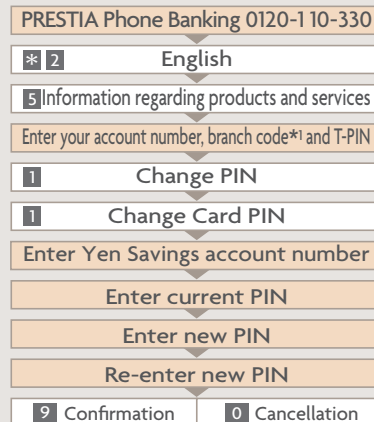 PRESTIA Phone Banking 0120-110-330
* 2 English
5 Information regarding products and services
Enter your account number, branch code*1 and T-PIN
1 Change PIN
1 Change Card PIN
Enter Yen Savings account number
Enter current PIN
Enter new PIN
Re-enter new PIN
9 Confirmation 0 Cancellation